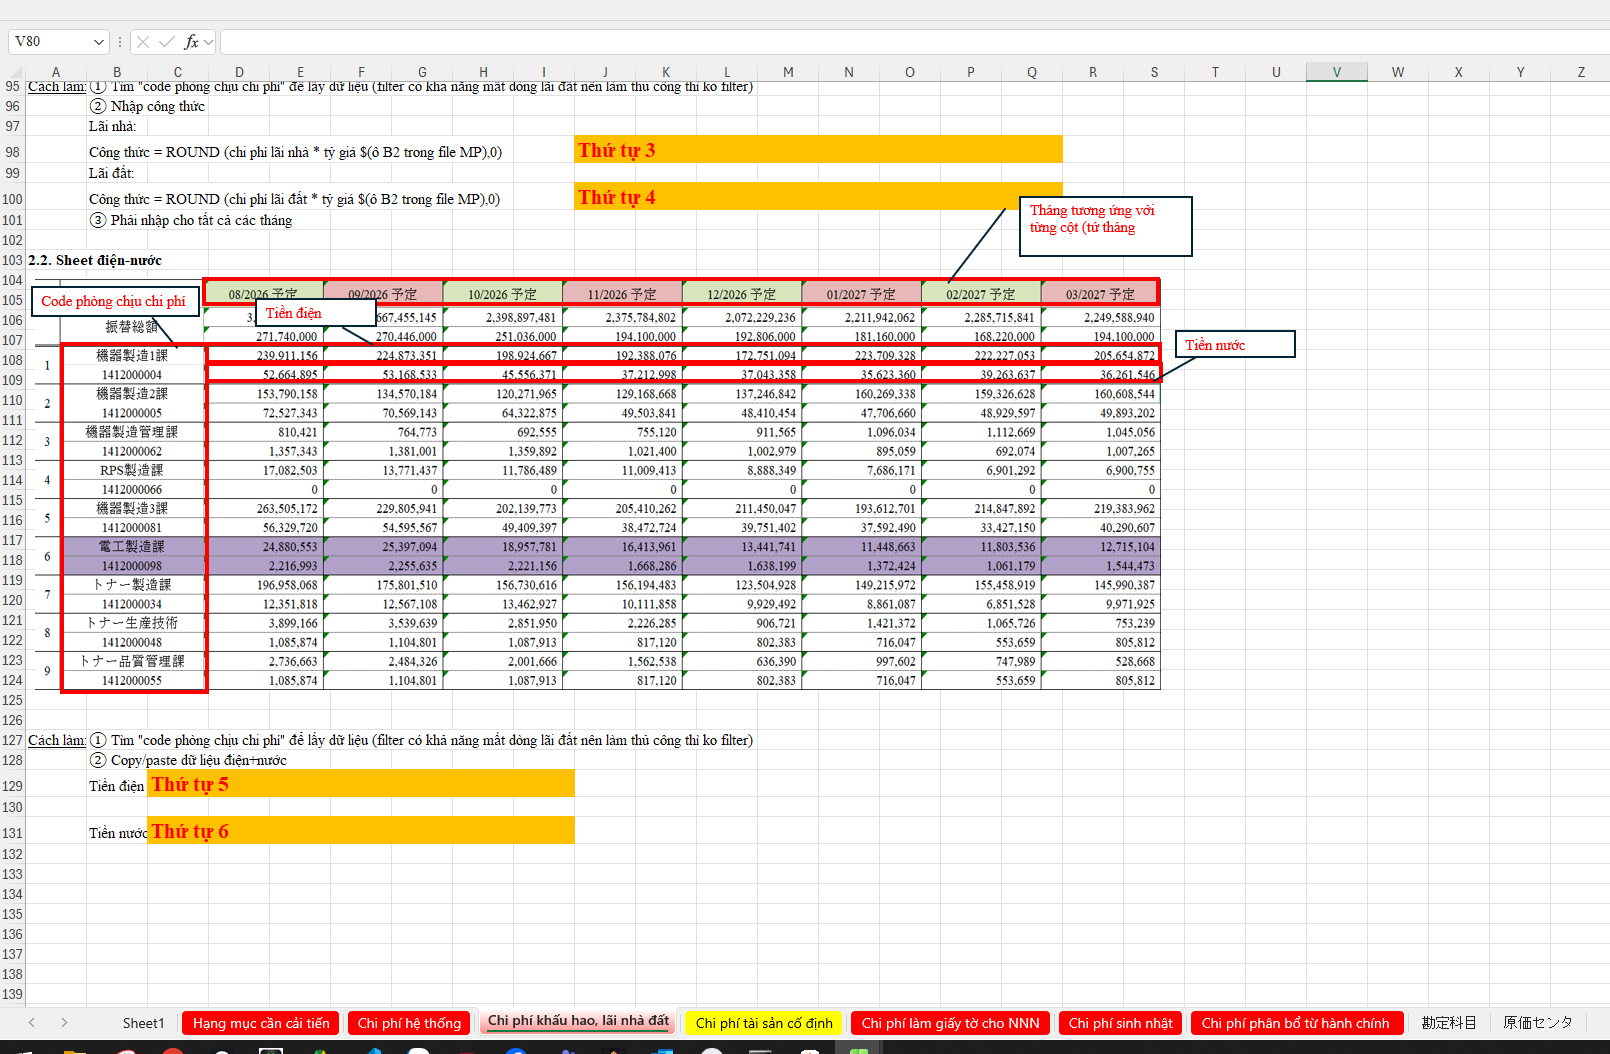 V80
fx
A B C D E F G H I J K L M N O P Q R S T U V W X Y Z
95 Cách làm: ① Tìm "code phòng chịu chi phí" để lấy dữ liệu (filter có khả năng mất dòng lãi đất nên làm thủ công thì ko filter)
96 ② Nhập công thức
97 Lãi nhà:
98 Công thức = ROUND (chi phí lãi nhà * tỷ giá $(ô B2 trong file MP),0) Thứ tự 3
99 Lãi đất:
100 Công thức = ROUND (chi phí lãi đất * tỷ giá $(ô B2 trong file MP),0) Thứ tự 4
101 ③ Phải nhập cho tất cả các tháng
Tháng tương ứng với
từng cột (từ tháng
102
103 2.2. Sheet điện-nước
104
105 08/2026 予定 09/2026 予定 10/2026 予定 11/2026 予定 12/2026 予定 01/2027 予定 02/2027 予定 03/2027 予定
Code phòng chịu chi phí
Tiền điện
106 振替総額 667,455,145 2,398,897,481 2,375,784,802 2,072,229,236 2,211,942,062 2,285,715,841 2,249,588,940
107 271,740,000 270,446,000 251,036,000 194,100,000 192,806,000 181,160,000 168,220,000 194,100,000
Tiền nước
108 1 機器製造1課 239,911,156 224,873,351 198,924,667 192,388,076 172,751,094 223,709,328 222,227,053 205,654,872
109 1412000004 52,664,895 53,168,533 45,556,371 37,212,998 37,043,358 35,623,360 39,263,637 36,261,546
110 2 機器製造2課 153,790,158 134,570,184 120,271,965 129,168,668 137,246,842 160,269,338 159,326,628 160,608,544
111 1412000005 72,527,343 70,569,143 64,322,875 49,503,841 48,410,454 47,706,660 48,929,597 49,893,202
112 3 機器製造管理課 810,421 764,773 692,555 755,120 911,565 1,096,034 1,112,669 1,045,056
113 1412000062 1,357,343 1,381,001 1,359,892 1,021,400 1,002,979 895,059 692,074 1,007,265
114 4 RPS製造課 17,082,503 13,771,437 11,786,489 11,009,413 8,888,349 7,686,171 6,901,292 6,900,755
115 1412000066 0 0 0 0 0 0 0 0
116 5 機器製造3課 263,505,172 229,805,941 202,139,773 205,410,262 211,450,047 193,612,701 214,847,892 219,383,962
117 1412000081 56,329,720 54,595,567 49,409,397 38,472,724 39,751,402 37,592,490 33,427,150 40,290,607
118 6 電工製造課 24,880,553 25,397,094 18,957,781 16,413,961 13,441,741 11,448,663 11,803,536 12,715,104
1412000098 2,216,993 2,255,635 2,221,156 1,668,286 1,638,199 1,372,424 1,061,179 1,544,473
119 7 トナー製造課 196,958,068 175,801,510 156,730,616 156,194,483 123,504,928 149,215,972 155,458,919 145,990,387
120 1412000034 12,351,818 12,567,108 13,462,927 10,111,858 9,929,492 8,861,087 6,851,528 9,971,925
121 8 トナー生産技術 3,899,166 3,539,639 2,851,950 2,226,285 906,721 1,421,372 1,065,726 753,239
122 1412000048 1,085,874 1,104,801 1,087,913 817,120 802,383 716,047 553,659 805,812
123 9 トナー品質管理課 2,736,663 2,484,326 2,001,666 1,562,538 636,390 997,602 747,989 528,668
124 1412000055 1,085,874 1,104,801 1,087,913 817,120 802,383 716,047 553,659 805,812
125
126
127 Cách làm: ① Tìm "code phòng chịu chi phí" để lấy dữ liệu (filter có khả năng mất dòng lãi đất nên làm thủ công thì ko filter)
128 ② Copy/paste dữ liệu điện+nước
129 Tiền điện Thứ tự 5
130
131 Tiền nước Thứ tự 6
132
133
134
135
136
137
138
139
Sheet1 Hạng mục cần cải tiến Chi phí hệ thống Chi phí khấu hao, lãi nhà đất Chi phí tài sản cố định Chi phí làm giấy tờ cho NNN Chi phí sinh nhật Chi phí phân bổ từ hành chính 勘定科目 原価センタ